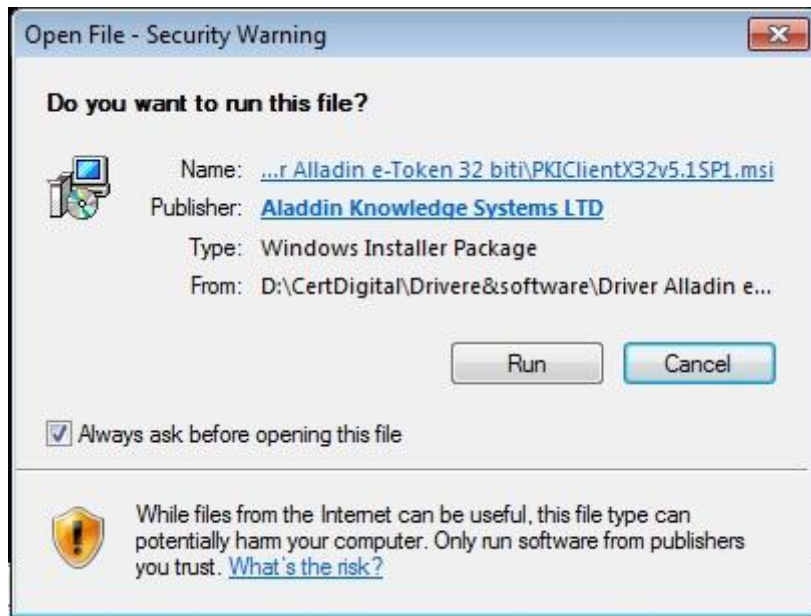 Open File - Security Warning
Do you want to run this file?
Name: ...r Alladin e-Token 32 biti\PKIClientX32v5.1SP1.msi
Publisher: Aladdin Knowledge Systems LTD
Type: Windows Installer Package
From: D:\CertDigital\Drivere&software\Driver Alladin e...
Run Cancel
Always ask before opening this file
While files from the Internet can be useful, this file type can
potentially harm your computer. Only run software from publishers
you trust. What's the risk?